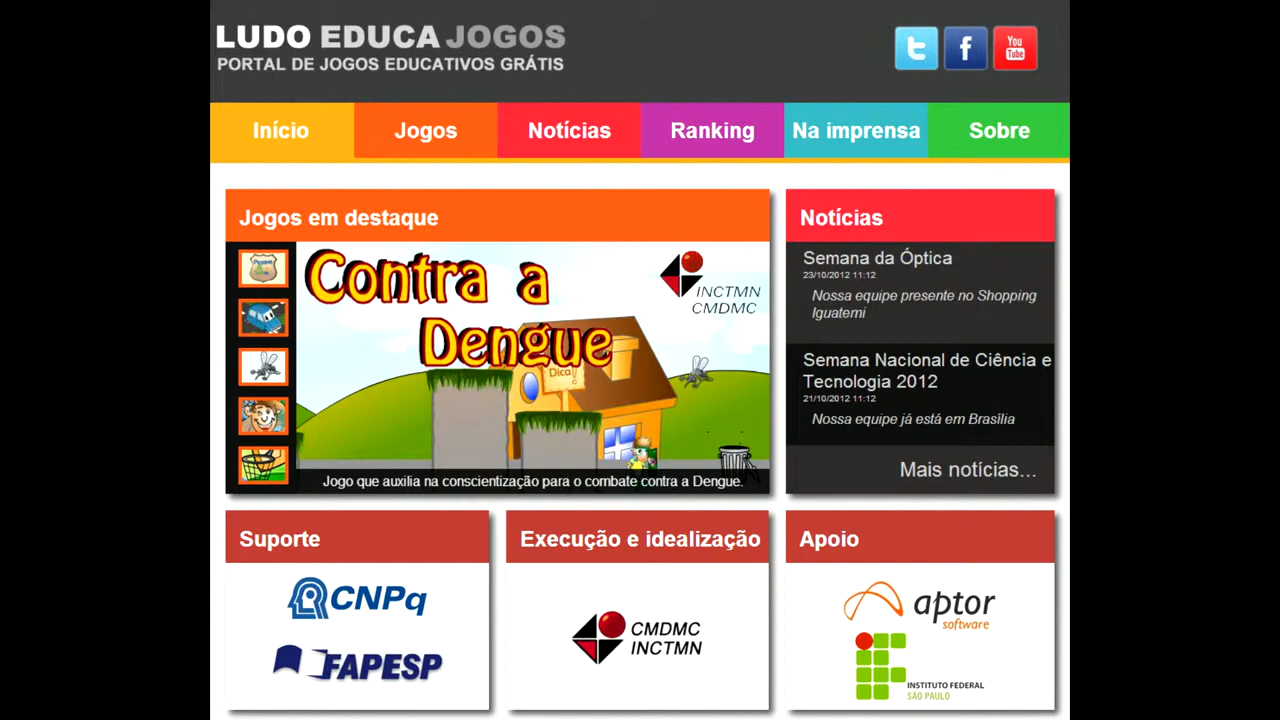 LUDO EDUCA JOGOS
PORTAL DE JOGOS EDUCATIVOS GRÁTIS
You
Tube
Início
Jogos
Notícias
Ranking
Na imprensa
Sobre
Jogos em destaque
Contra a
Dengue
INCTMN
CMDMC
Dica!
Jogo que auxilia na conscientização para o combate contra a Dengue.
Notícias
Semana da Óptica
23/10/2012 11:12
Nossa equipe presente no Shopping
Iguatemi
Semana Nacional de Ciência e
Tecnologia 2012
21/10/2012 11:12
Nossa equipe já está em Brasília
Mais notícias...
Suporte
CNPq
FAPESP
Execução e idealização
CMDMC
INCTMN
Apoio
aptor
software
INSTITUTO FEDERAL
SÃO PAULO